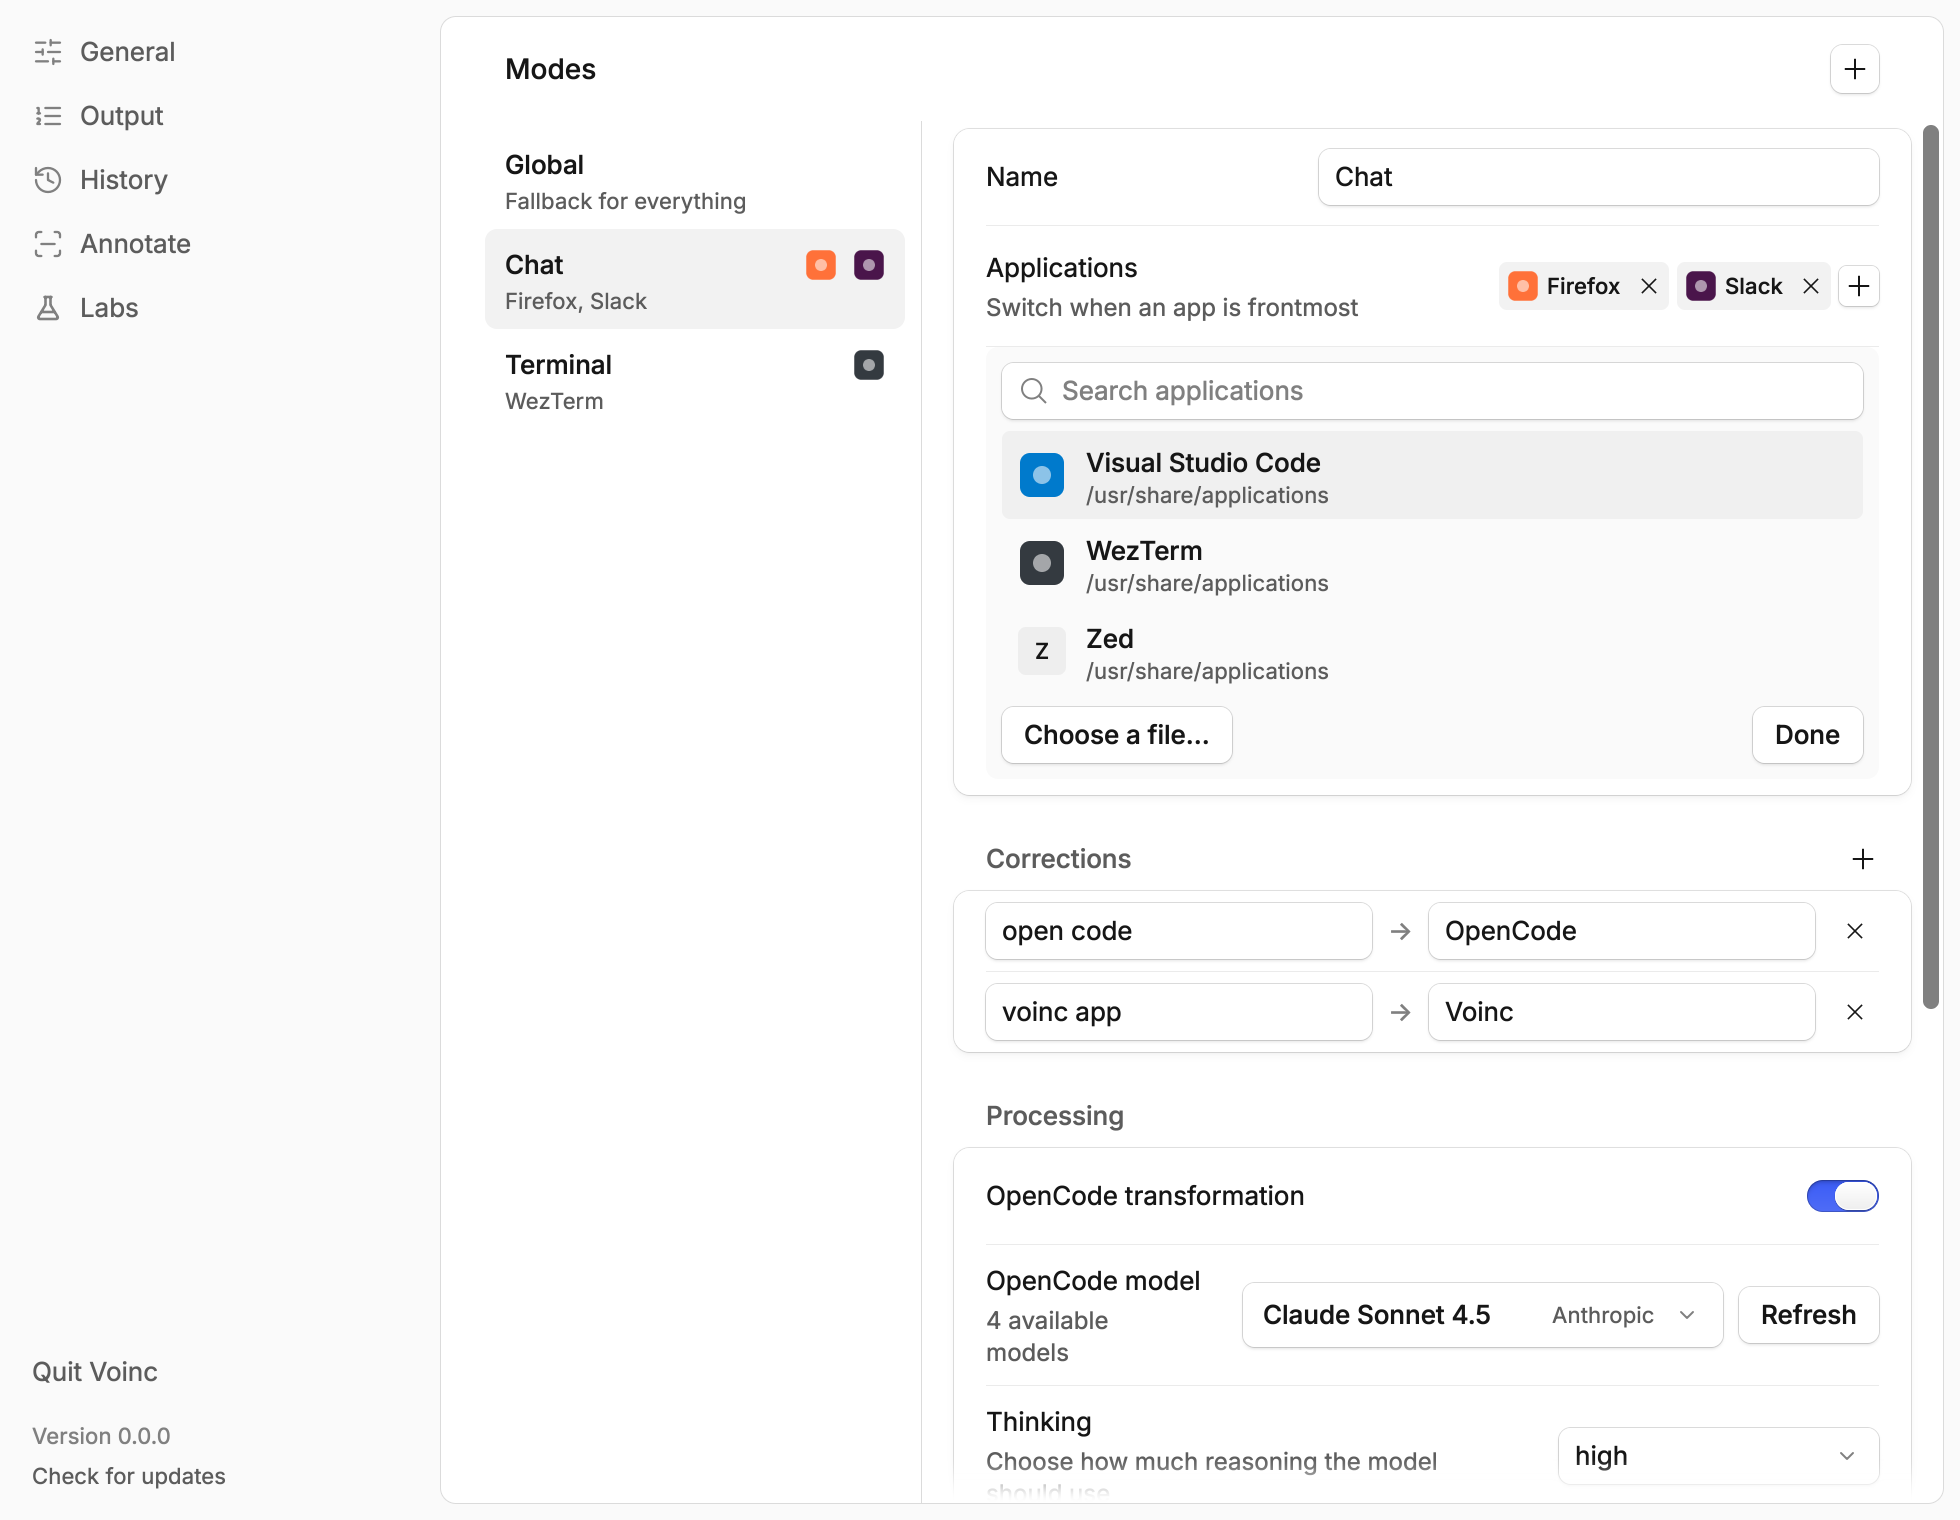 General
Output
History
Annotate
Labs
Quit Voinc
Version 0.0.0
Check for updates
Modes
Global
Fallback for everything
Chat
Firefox, Slack
Terminal
WezTerm
Name
Chat
Applications
Switch when an app is frontmost
Firefox
Slack
Search applications
Visual Studio Code
/usr/share/applications
WezTerm
/usr/share/applications
Z
Zed
/usr/share/applications
Choose a file...
Done
Corrections
open code → OpenCode
voinc app → Voinc
Processing
OpenCode transformation
OpenCode model
4 available
models
Claude Sonnet 4.5 Anthropic
Refresh
Thinking
Choose how much reasoning the model
should use
high